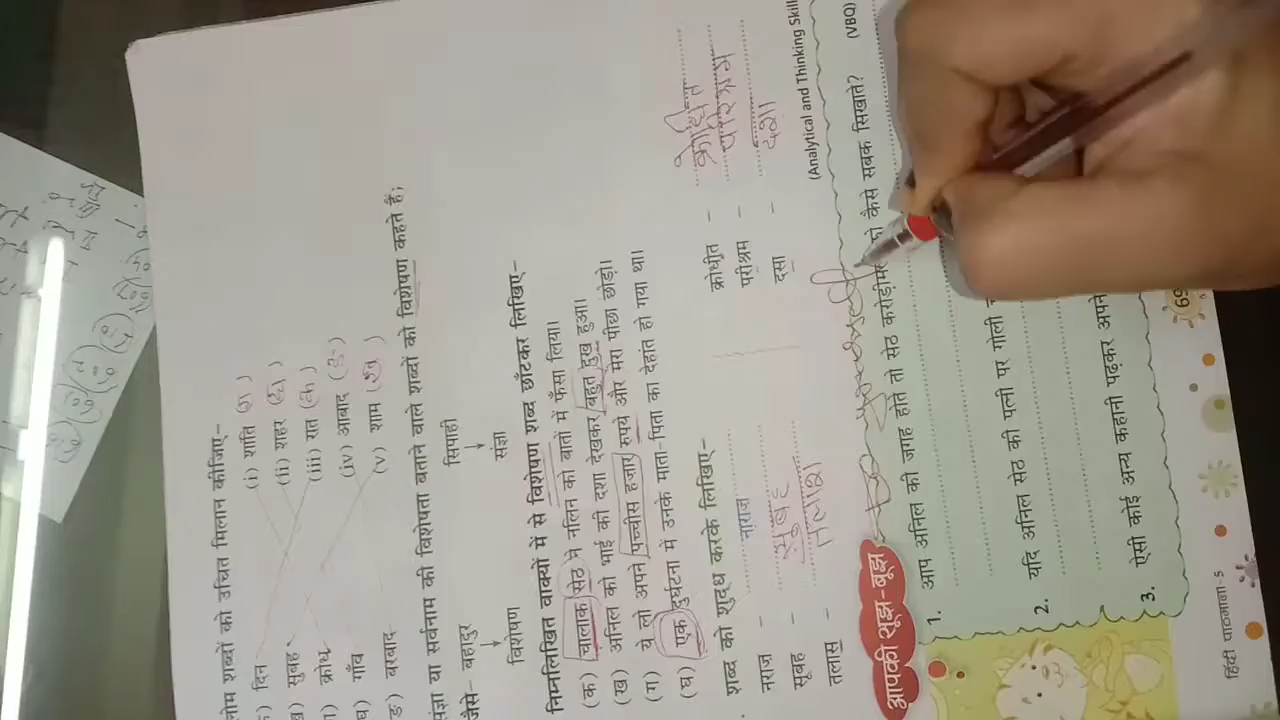 लोम शब्दों को उचित मिलान कीजिए–
दिन (i) शांति (ग)
सुबह (ii) शहर (घ)
क्रोध (iii) रात (क)
गाँव (iv) आबाद (ङ)
ङ) बरबाद (v) शाम (ख)
संज्ञा या सर्वनाम की विशेषता बताने वाले शब्दों को विशेषण कहते हैं;
जैसे– बहादुर सिपाही
विशेषण संज्ञा
निम्नलिखित वाक्यों में से विशेषण शब्द छाँटकर लिखिए–
(क) चालाक सेठ ने नलिन को बातों में फँसा लिया।
(ख) अनिल को भाई की दशा देखकर बहुत दुख हुआ।
(ग) ये लो अपने पच्चीस हजार रुपये और मेरा पीछा छोड़ो।
(घ) एक दुर्घटना में उनके माता-पिता का देहांत हो गया था।
शब्द को शुद्ध करके लिखिए–
नराज – नाराज क्रोधीत – क्रोधित
सूबह – सुबह परीश्रम – परिश्रम
तलास – तलाश दसा – दशा
आपकी सूझ-बूझ Do yourself (Analytical and Thinking Skill
1. आप अनिल की जगह होते तो सेठ करोड़ीम को कैसे सबक सिखाते? (VBQ)
2. यदि अनिल सेठ की पत्नी पर गोली
3. ऐसी कोई अन्य कहानी पढ़कर अपने
हिंदी पाठमाला-5 69